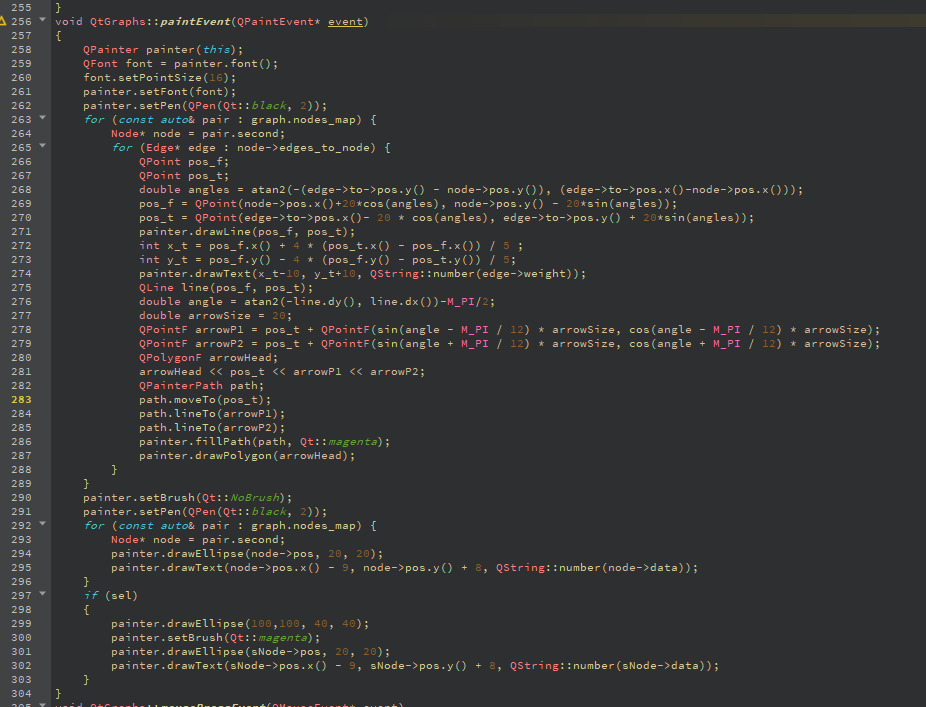 255 }
256 void QtGraphs::paintEvent(QPaintEvent* event)
257 {
258 QPainter painter(this);
259 QFont font = painter.font();
260 font.setPointSize(16);
261 painter.setFont(font);
262 painter.setPen(QPen(Qt::black, 2));
263 for (const auto& pair : graph.nodes_map) {
264 Node* node = pair.second;
265 for (Edge* edge : node->edges_to_node) {
266 QPoint pos_f;
267 QPoint pos_t;
268 double angles = atan2(-(edge->to->pos.y() - node->pos.y()), (edge->to->pos.x()-node->pos.x()));
269 pos_f = QPoint(node->pos.x()+20*cos(angles), node->pos.y() - 20*sin(angles));
270 pos_t = QPoint(edge->to->pos.x()- 20 * cos(angles), edge->to->pos.y() + 20*sin(angles));
271 painter.drawLine(pos_f, pos_t);
272 int x_t = pos_f.x() + 4 * (pos_t.x() - pos_f.x()) / 5 ;
273 int y_t = pos_f.y() - 4 * (pos_f.y() - pos_t.y()) / 5;
274 painter.drawText(x_t-10, y_t+10, QString::number(edge->weight));
275 QLine line(pos_f, pos_t);
276 double angle = atan2(-line.dy(), line.dx())-M_PI/2;
277 double arrowSize = 20;
278 QPointF arrowP1 = pos_t + QPointF(sin(angle - M_PI / 12) * arrowSize, cos(angle - M_PI / 12) * arrowSize);
279 QPointF arrowP2 = pos_t + QPointF(sin(angle + M_PI / 12) * arrowSize, cos(angle + M_PI / 12) * arrowSize);
280 QPolygonF arrowHead;
281 arrowHead << pos_t << arrowP1 << arrowP2;
282 QPainterPath path;
283 path.moveTo(pos_t);
284 path.lineTo(arrowP1);
285 path.lineTo(arrowP2);
286 painter.fillPath(path, Qt::magenta);
287 painter.drawPolygon(arrowHead);
288 }
289 }
290 painter.setBrush(Qt::NoBrush);
291 painter.setPen(QPen(Qt::black, 2));
292 for (const auto& pair : graph.nodes_map) {
293 Node* node = pair.second;
294 painter.drawEllipse(node->pos, 20, 20);
295 painter.drawText(node->pos.x() - 9, node->pos.y() + 8, QString::number(node->data));
296 }
297 if (sel)
298 {
299 painter.drawEllipse(100,100, 40, 40);
300 painter.setBrush(Qt::magenta);
301 painter.drawEllipse(sNode->pos, 20, 20);
302 painter.drawText(sNode->pos.x() - 9, sNode->pos.y() + 8, QString::number(sNode->data));
303 }
304 }
305 void QtGraphs::mousePressEvent(QMouseEvent* event)